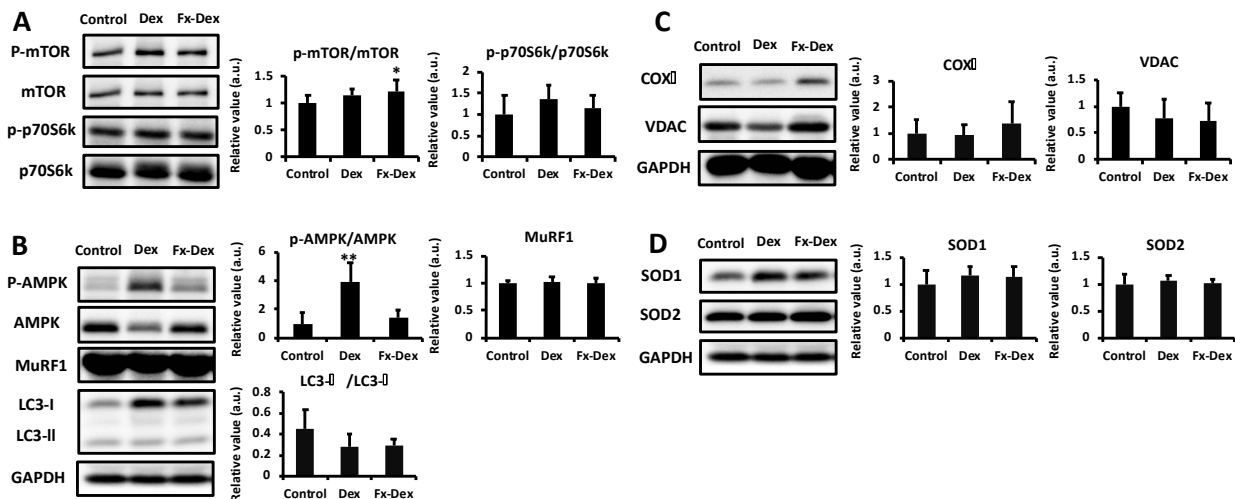 A
Control Dex Fx-Dex
P-mTOR
mTOR
p-p70S6k
p70S6k
p-mTOR/mTOR
Relative value (a.u.)
1.5
1
0.5
0
*
Control Dex Fx-Dex
p-p70S6k/p70S6k
Relative value (a.u.)
2
1.5
1
0.5
0
Control Dex Fx-Dex
B
Control Dex Fx-Dex
P-AMPK
AMPK
MuRF1
LC3-I
LC3-II
GAPDH
p-AMPK/AMPK
Relative value (a.u.)
6
4
2
0
**
Control Dex Fx-Dex
MuRF1
Relative value (a.u.)
1.5
1
0.5
0
Control Dex Fx-Dex
LC3-▯ /LC3-▯
Relative value (a.u.)
0.8
0.6
0.4
0.2
0
Control Dex Fx-Dex
C
Control Dex Fx-Dex
COX▯
VDAC
GAPDH
COX▯
Relative value (a.u.)
3
2
1
0
Control Dex Fx-Dex
VDAC
Relative value (a.u.)
1.5
1
0.5
0
Control Dex Fx-Dex
D
Control Dex Fx-Dex
SOD1
SOD2
GAPDH
SOD1
Relative value (a.u.)
1.5
1
0.5
0
Control Dex Fx-Dex
SOD2
Relative value (a.u.)
1.5
1
0.5
0
Control Dex Fx-Dex